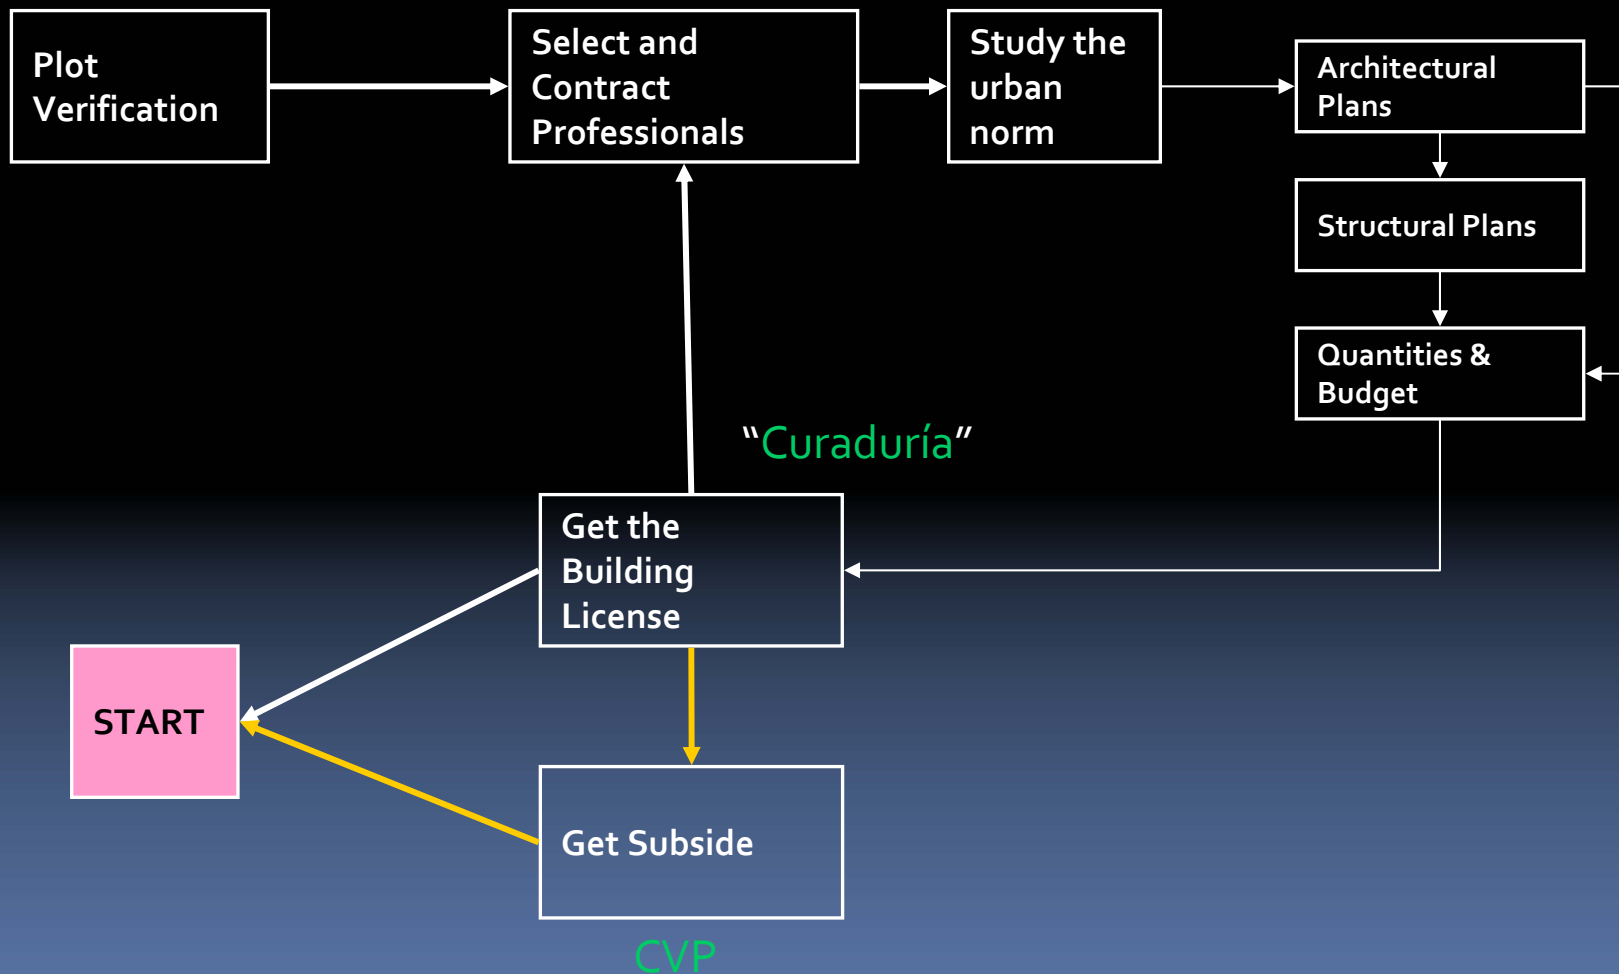 Plot
Verification
Select and
Contract
Professionals
Study the
urban
norm
Architectural
Plans
Structural Plans
Quantities &
Budget
“Curaduría”
Get the
Building
License
START
Get Subside
CVP